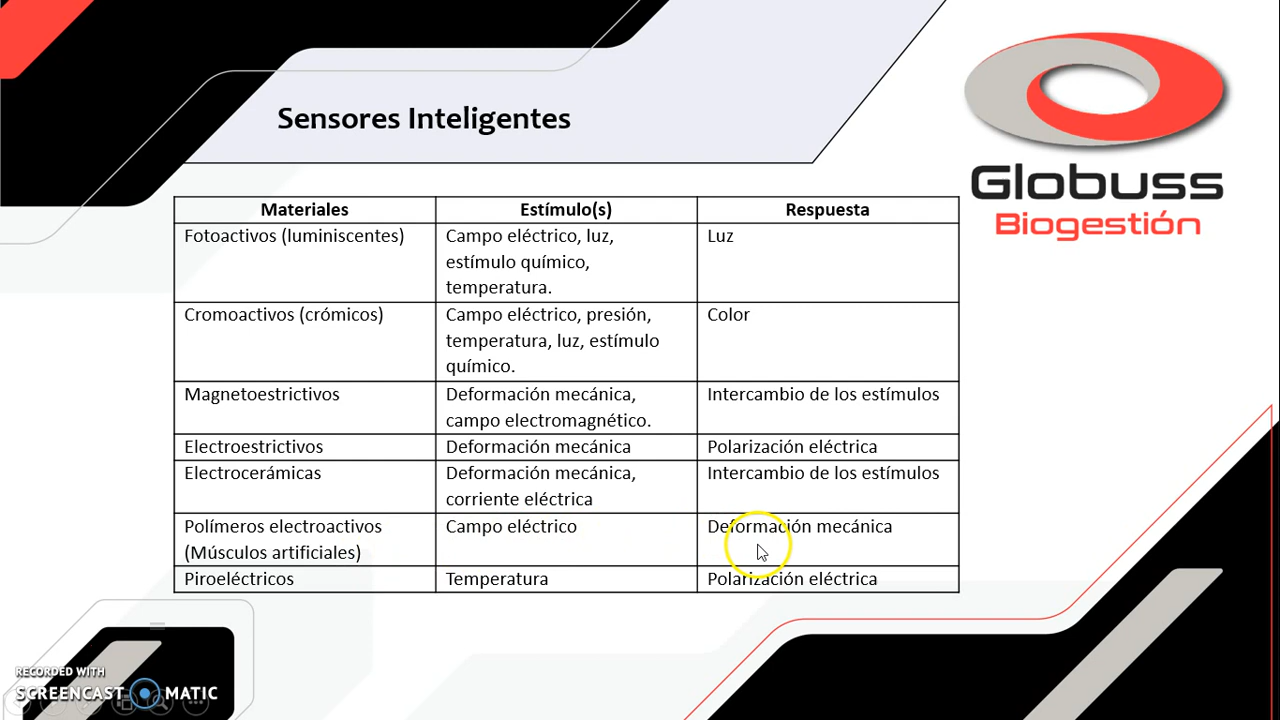 Sensores Inteligentes
Globuss
Biogestión
Materiales Estímulo(s) Respuesta
Fotoactivos (luminiscentes) Campo eléctrico, luz, Luz
estímulo químico,
temperatura.
Cromoactivos (crómicos) Campo eléctrico, presión, Color
temperatura, luz, estímulo
químico.
Magnetoestrictivos Deformación mecánica, Intercambio de los estímulos
campo electromagnético.
Electroestrictivos Deformación mecánica Polarización eléctrica
Electrocerámicas Deformación mecánica, Intercambio de los estímulos
corriente eléctrica
Polímeros electroactivos Campo eléctrico Deformación mecánica
(Músculos artificiales)
Piroeléctricos Temperatura Polarización eléctrica
RECORDED WITH
SCREENCAST MATIC